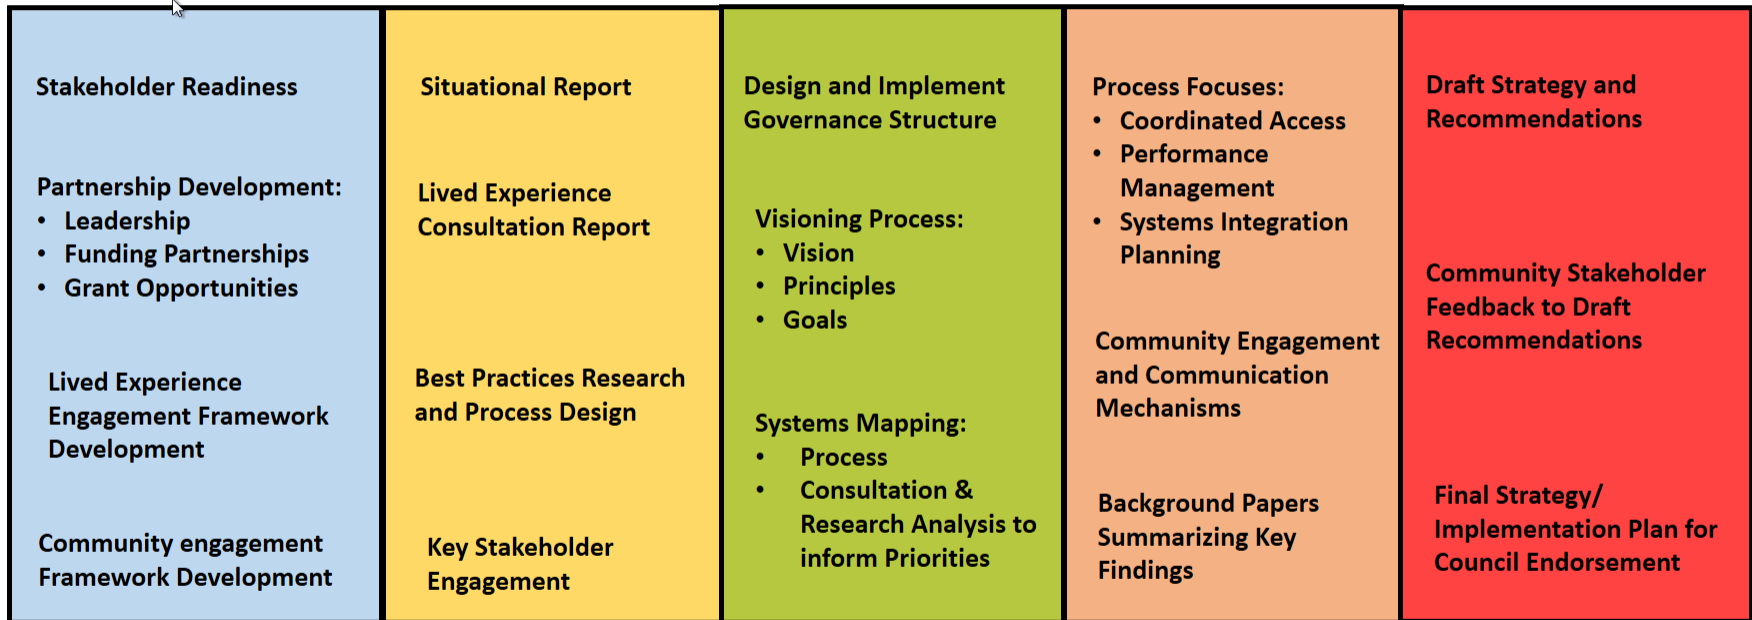 Stakeholder Readiness
Partnership Development:
• Leadership
• Funding Partnerships
• Grant Opportunities
Lived Experience
Engagement Framework
Development
Community engagement
Framework Development
Situational Report
Lived Experience
Consultation Report
Best Practices Research
and Process Design
Key Stakeholder
Engagement
Design and Implement
Governance Structure
Visioning Process:
• Vision
• Principles
• Goals
Systems Mapping:
• Process
• Consultation &
Research Analysis to
inform Priorities
Process Focuses:
• Coordinated Access
• Performance
Management
• Systems Integration
Planning
Community Engagement
and Communication
Mechanisms
Background Papers
Summarizing Key
Findings
Draft Strategy and
Recommendations
Community Stakeholder
Feedback to Draft
Recommendations
Final Strategy/
Implementation Plan for
Council Endorsement